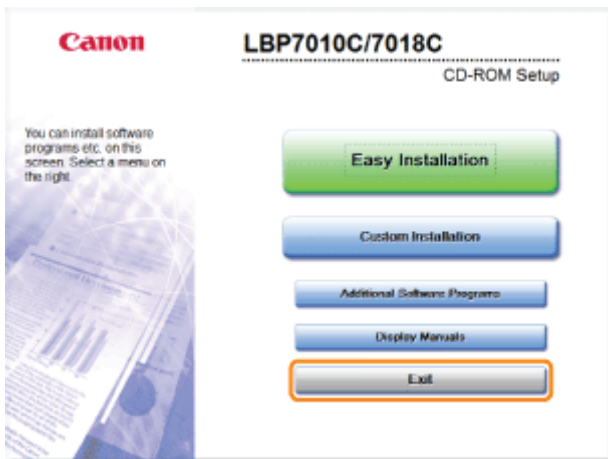 Canon
LBP7010C/7018C
CD-ROM Setup
You can install software
programs etc. on this
screen. Select a menu on
the right.
Easy Installation
Custom Installation
Additional Software Programs
Display Manuals
Exit